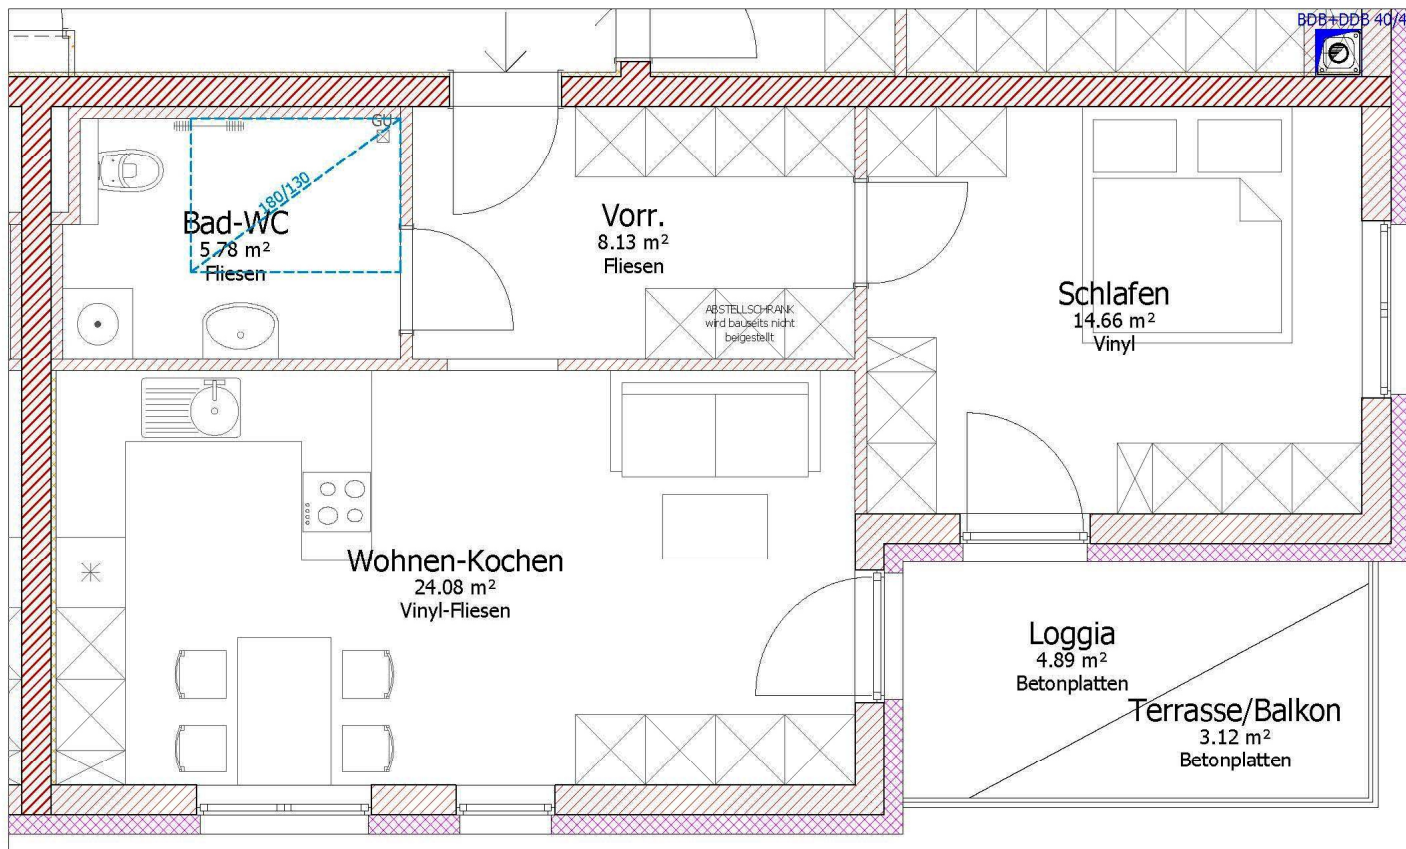 BDB+DDB 40/4
GU
180/130
Bad-WC
5.78 m²
Fliesen
Vorr.
8.13 m²
Fliesen
ABSTELLSCHRANK
wird bauseits nicht
beigestellt
Schlafen
14.66 m²
Vinyl
Wohnen-Kochen
24.08 m²
Vinyl-Fliesen
Loggia
4.89 m²
Betonplatten
Terrasse/Balkon
3.12 m²
Betonplatten